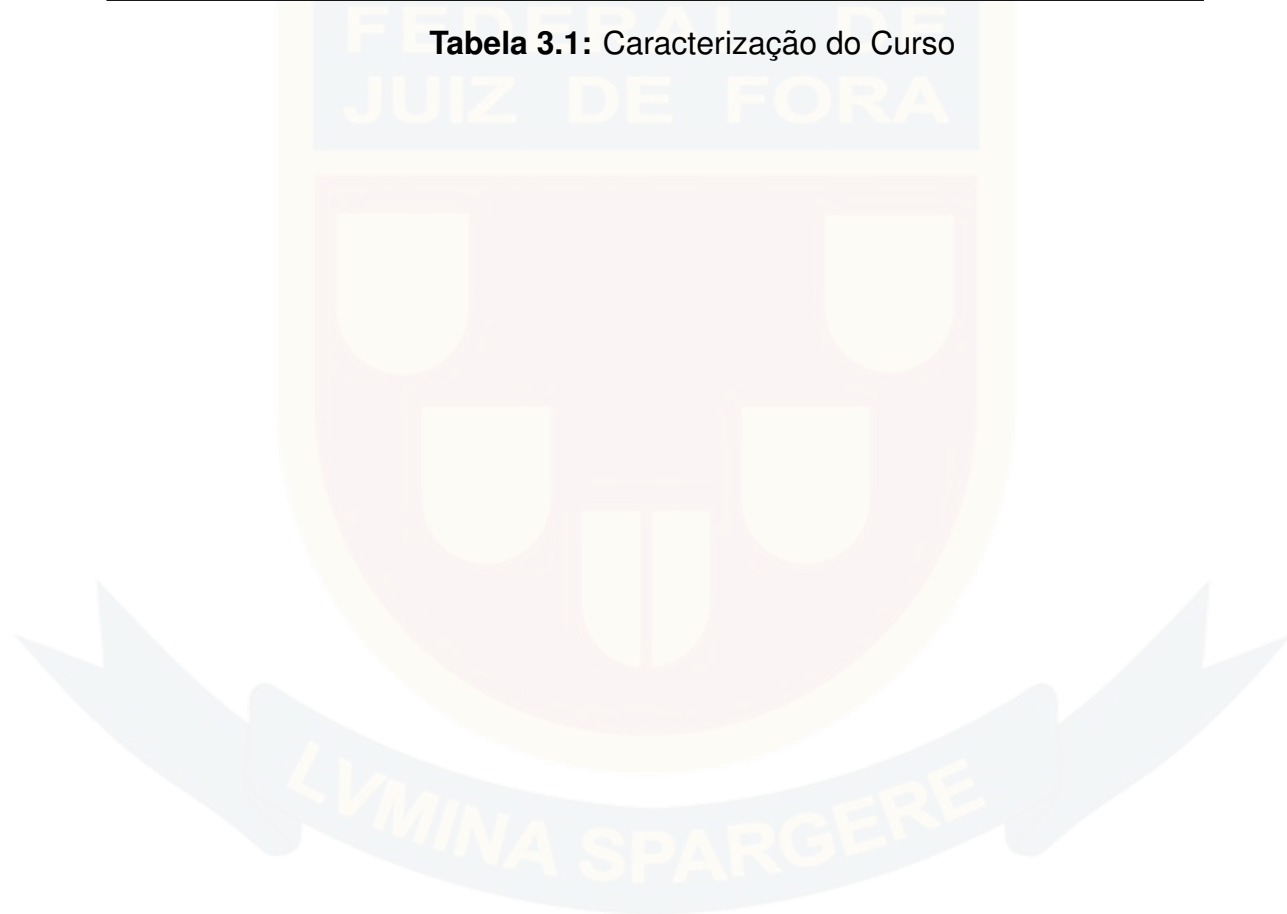 FEDERAL DE
Tabela 3.1: Caracterização do Curso
JUIZ DE FORA
LVMINA SPARGERE